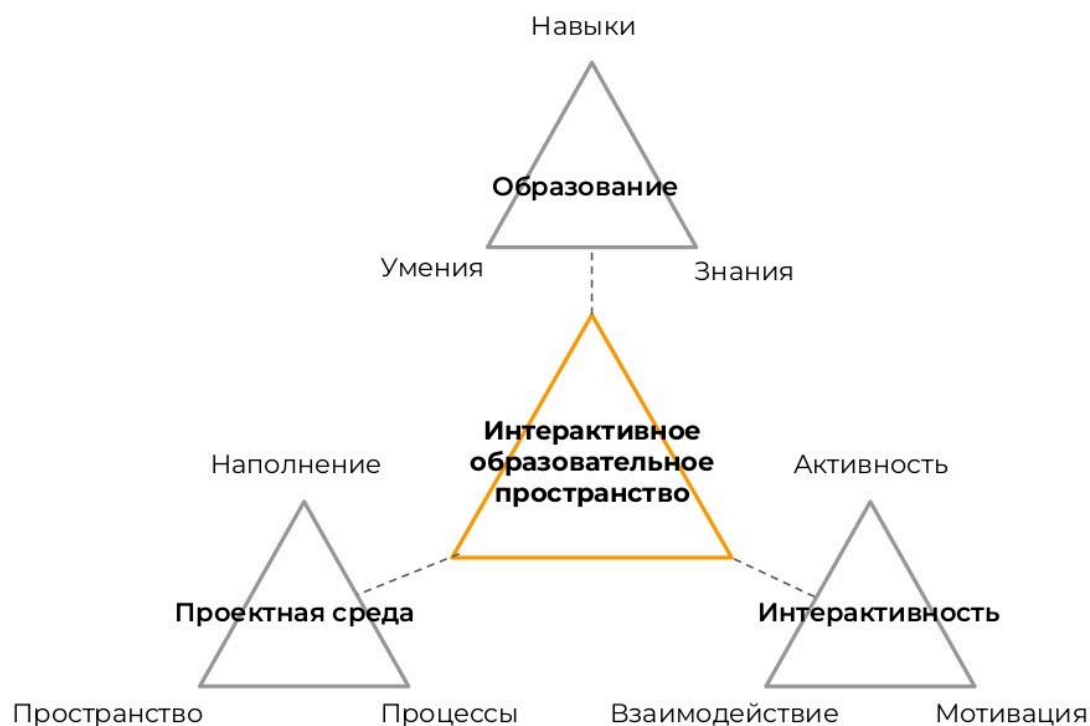 Навыки
Образование
Умения
Знания
Интерактивное
образовательное
пространство
Наполнение
Активность
Проектная среда
Интерактивность
Пространство
Процессы
Взаимодействие
Мотивация